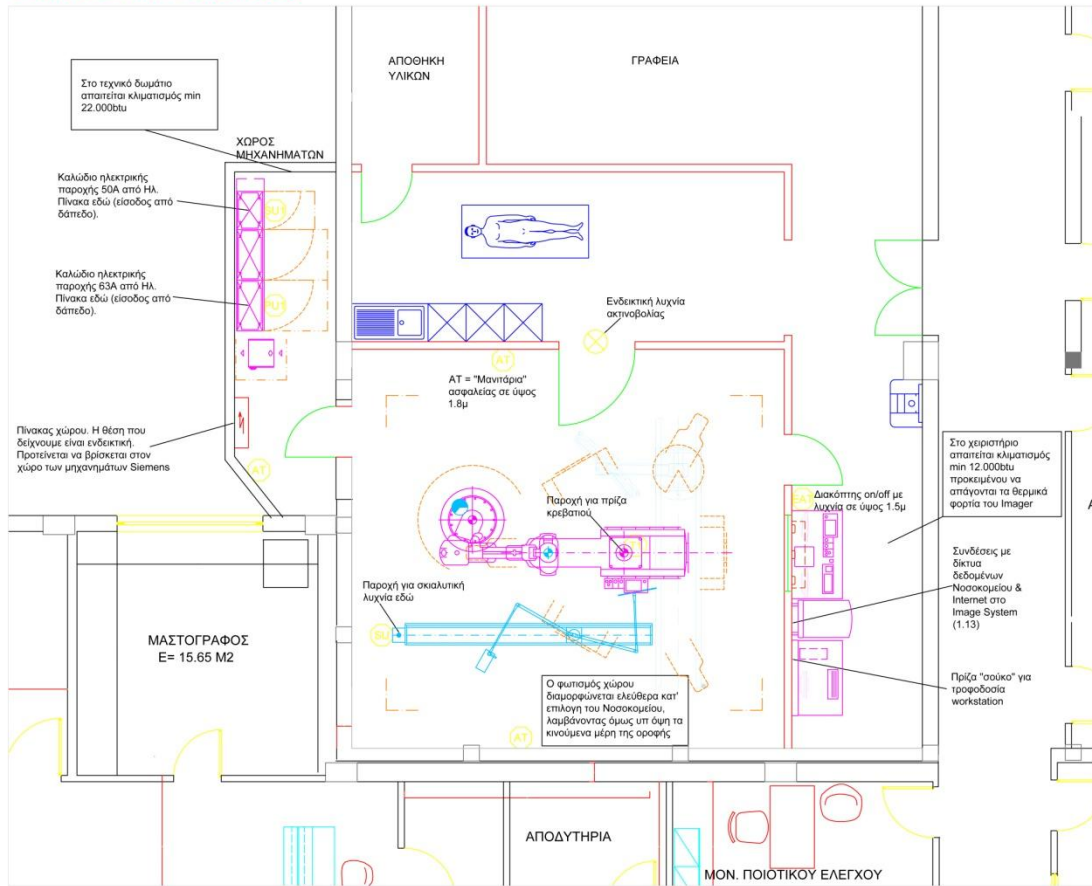 ΑΠΟΘΗΚΗ
ΥΛΙΚΩΝ
ΓΡΑΦΕΙΑ
Στο τεχνικό δωμάτιο
απαιτείται κλιματισμός min
22.000btu
ΧΩΡΟΣ
ΜΗΧΑΝΗΜΑΤΩΝ
Καλώδιο ηλεκτρικής
παροχής 50Α από Ηλ.
Πίνακα εδώ (είσοδος από
δάπεδο).
SU1
Καλώδιο ηλεκτρικής
παροχής 63Α από Ηλ.
Πίνακα εδώ (είσοδος από
δάπεδο).
PU1
Ενδεικτική λυχνία
ακτινοβολίας
AT
ΑΤ = "Μανιτάρια"
ασφαλείας σε ύψος
1.8μ
Πίνακας χώρου. Η θέση που
δείχνουμε είναι ενδεικτική.
Προτείνεται να βρίσκεται στον
χώρο των μηχανημάτων Siemens
AT
Στο χειριστήριο
απαιτείται κλιματισμός
min 12.000btu
προκειμένου να
απάγονται τα θερμικά
φορτία του Imager
Παροχή για πρίζα
κρεβατιού
Διακόπτης on/off με
λυχνία σε ύψος 1.5μ
Συνδέσεις με
δίκτυα
δεδομένων
Νοσοκομείου &
Internet στο
Image System
(1.13)
Παροχή για σκιαλυτική
λυχνία εδώ
SU
ΜΑΣΤΟΓΡΑΦΟΣ
Ε= 15.65 Μ2
Πρίζα "σούκο" για
τροφοδοσία
workstation
Ο φωτισμός χώρου
διαμορφώνεται ελεύθερα κατ'
επιλογη του Νοσοκομείου,
λαμβάνοντας όμως υπ όψη τα
κινούμενα μέρη της οροφής
AT
ΑΠΟΔΥΤΗΡΙΑ
ΜΟΝ. ΠΟΙΟΤΙΚΟΥ ΕΛΕΓΧΟΥ